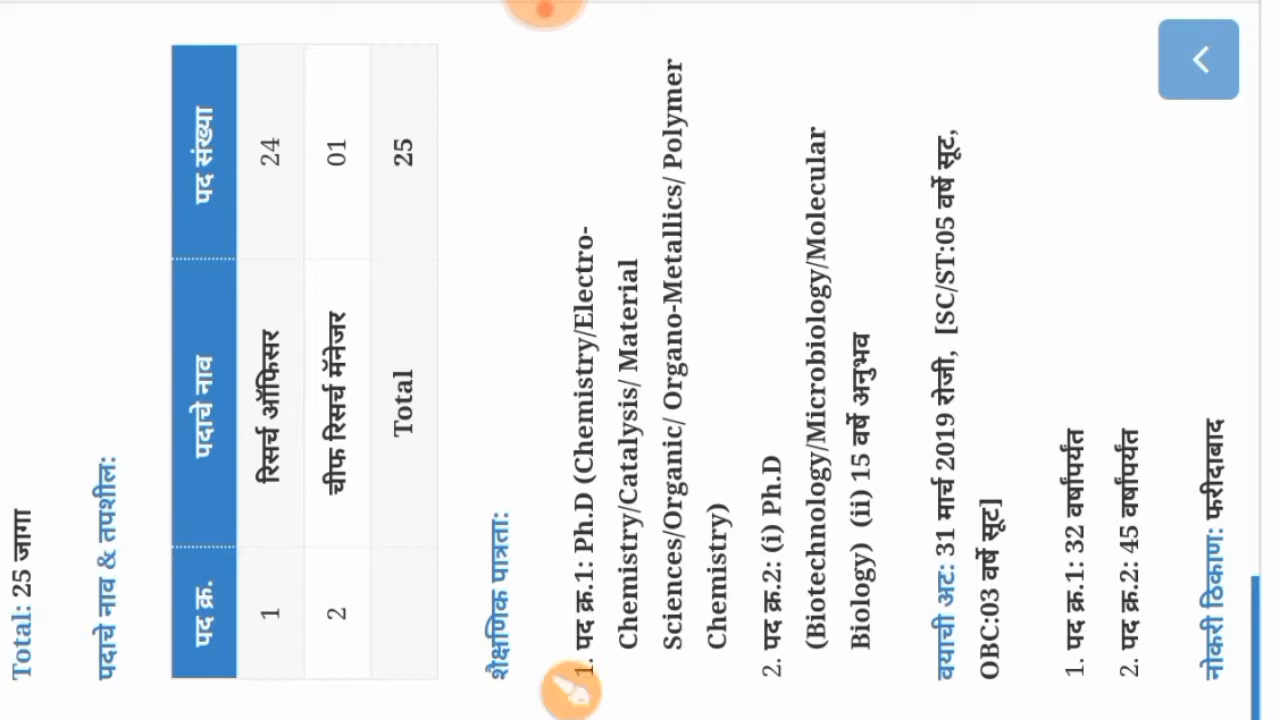 Total: 25 जागा
पदाचे नाव & तपशील:
पद क्र. पदाचे नाव पद संख्या
1 रिसर्च ऑफिसर 24
2 चीफ रिसर्च मॅनेजर 01
Total 25
शैक्षणिक पात्रता:
1. पद क्र.1: Ph.D (Chemistry/Electro-
Chemistry/Catalysis/ Material
Sciences/Organic/ Organo-Metallics/ Polymer
Chemistry)
2. पद क्र.2: (i) Ph.D
(Biotechnology/Microbiology/Molecular
Biology) (ii) 15 वर्षे अनुभव
वयाची अट: 31 मार्च 2019 रोजी, [SC/ST:05 वर्षे सूट,
OBC:03 वर्षे सूट]
1. पद क्र.1: 32 वर्षांपर्यंत
2. पद क्र.2: 45 वर्षांपर्यंत
नोकरी ठिकाण: फरीदाबाद